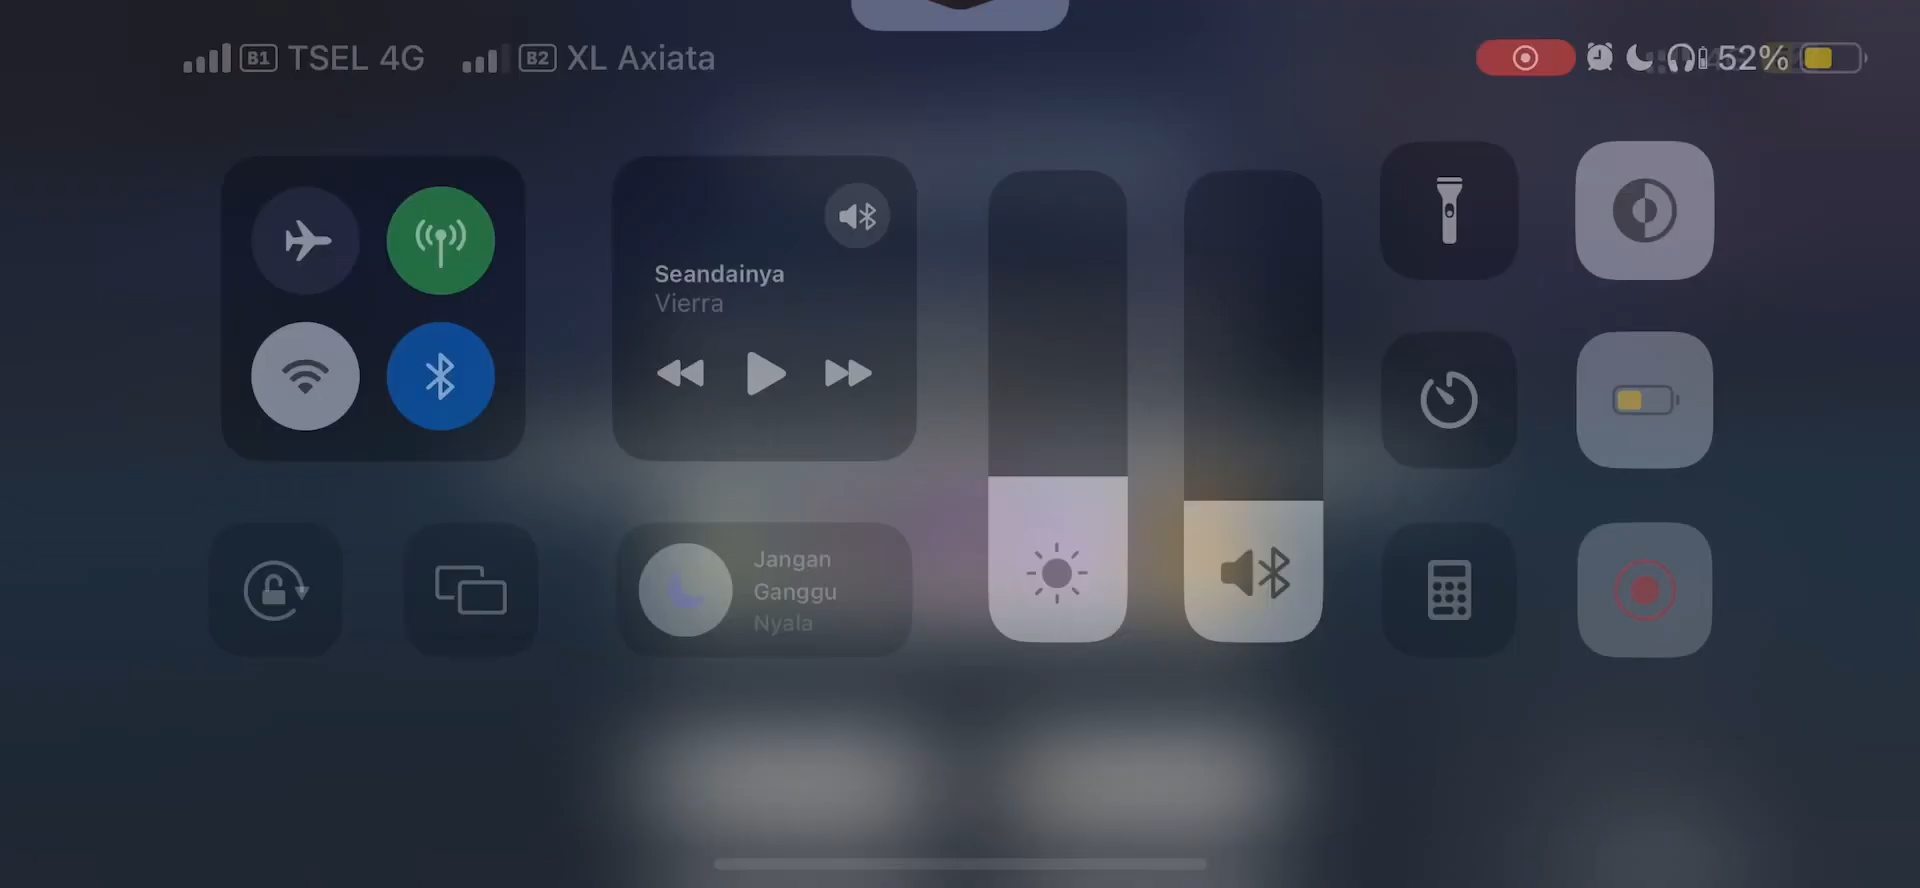 B1 TSEL 4G B2 XL Axiata 52%
Seandainya
Vierra
Jangan
Ganggu
Nyala